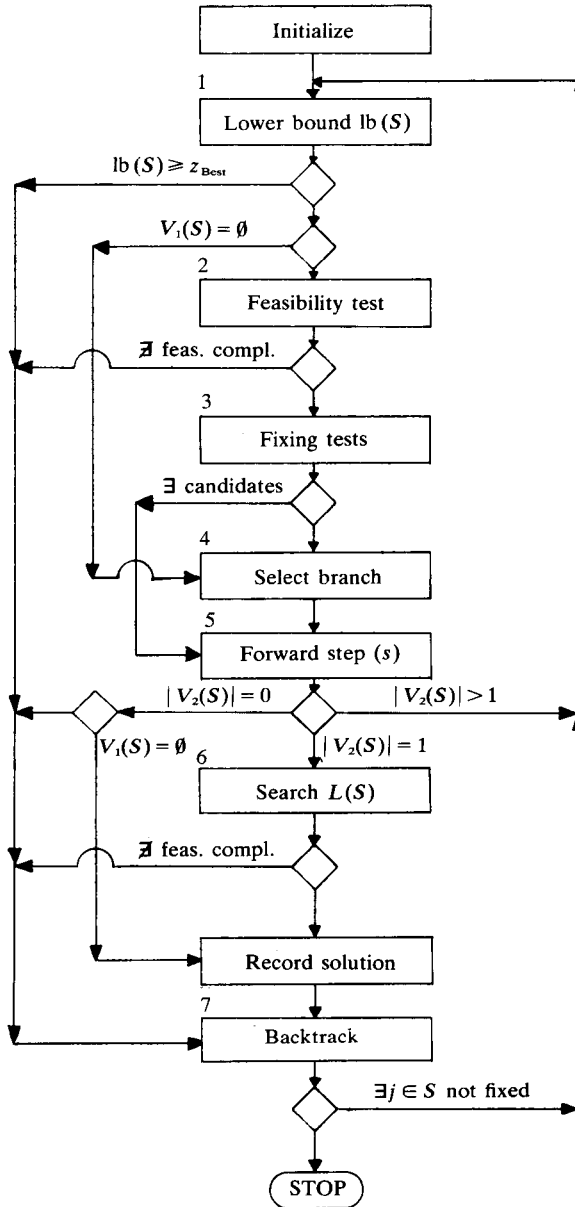 Initialize
1
Lower bound lb(S)
lb(S) ⩾ z_Best
V₁(S) = ∅
2
Feasibility test
∄ feas. compl.
3
Fixing tests
∃ candidates
4
Select branch
5
Forward step (s)
|V₂(S)| = 0
|V₂(S)| > 1
V₁(S) = ∅
|V₂(S)| = 1
6
Search L(S)
∄ feas. compl.
Record solution
7
Backtrack
∃j ∈ S not fixed
STOP